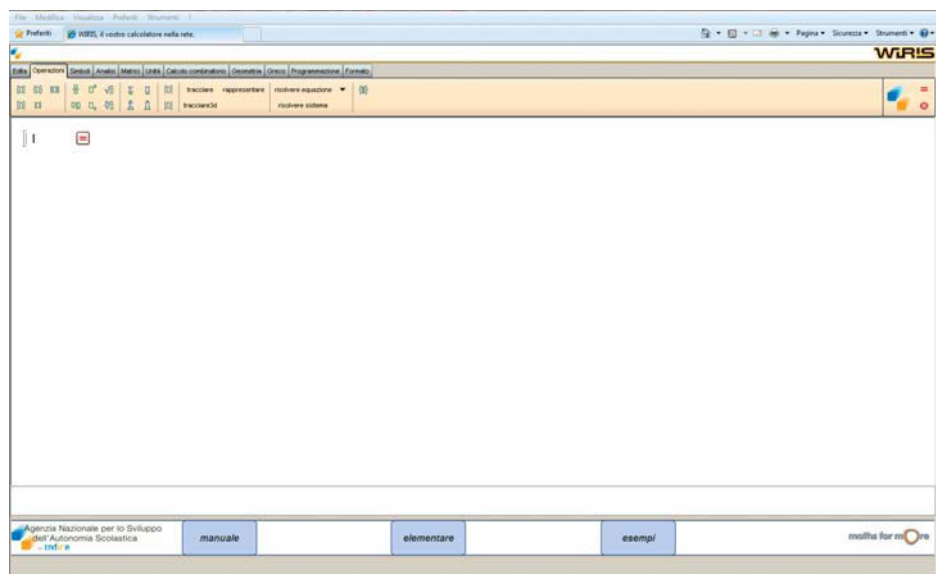 File Modifica Visualizza Preferiti Strumenti ?
Preferiti WIRIS, il vostro calcolatore nella rete. Pagina Sicurezza Strumenti
WIRIS
Edita Operazioni Simboli Analisi Matrici Unità Calcolo combinatorio Geometria Greco Programmazione Formato
tracciare rappresentare risolvere equazione
tracciare3d risolvere sistema
=
Agenzia Nazionale per lo Sviluppo
dell'Autonomia Scolastica
manuale elementare esempi maths for more